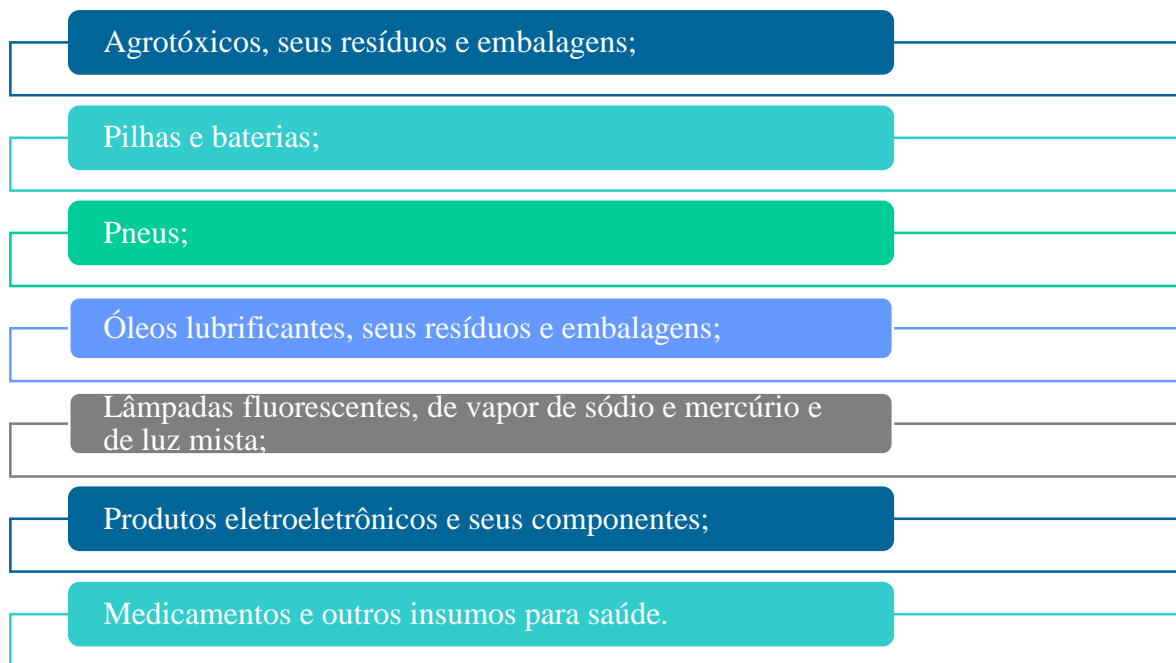 Agrotóxicos, seus resíduos e embalagens;
Pilhas e baterias;
Pneus;
Óleos lubrificantes, seus resíduos e embalagens;
Lâmpadas fluorescentes, de vapor de sódio e mercúrio e
de luz mista;
Produtos eletroeletrônicos e seus componentes;
Medicamentos e outros insumos para saúde.